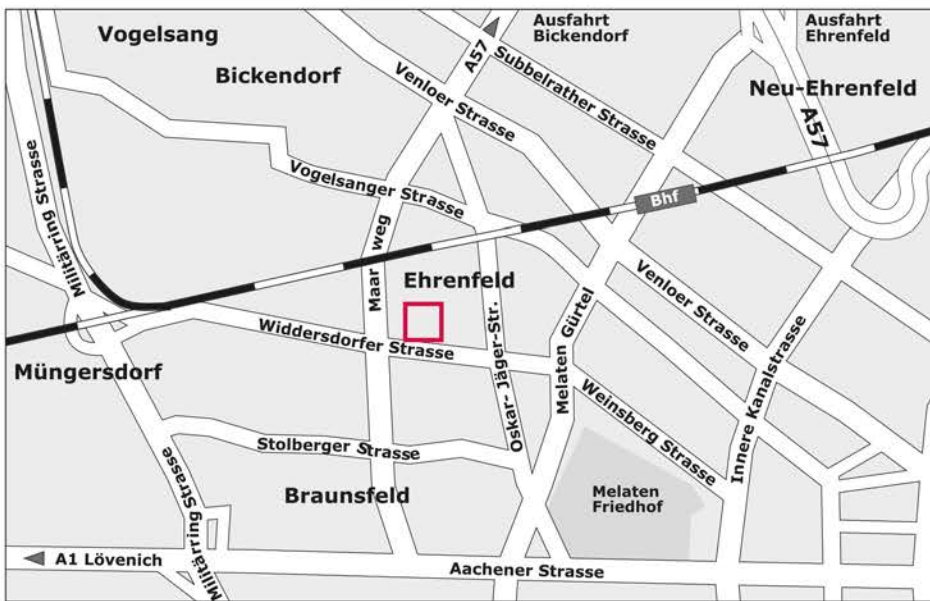 Vogelsang
Bickendorf
Ausfahrt
Bickendorf
Ausfahrt
Ehrenfeld
A57
Subbelrather Strasse
Venloer Strasse
Neu-Ehrenfeld
A57
Militärring Strasse
Vogelsanger Strasse
Bhf
Maar weg
Ehrenfeld
Venloer Strasse
Melaten Gürtel
Widdersdorfer Strasse
Oskar- Jäger-Str.
Innere Kanalstrasse
Müngersdorf
Weinsberg Strasse
Stolberger Strasse
Braunsfeld
Melaten
Friedhof
Militärring Strasse
A1 Lövenich
Aachener Strasse